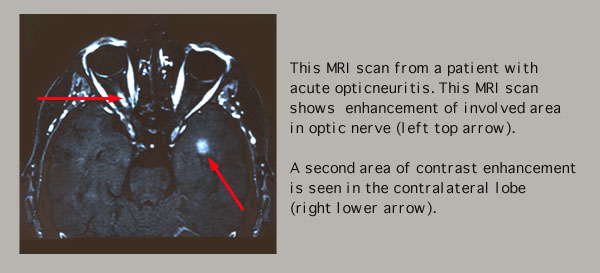 This MRI scan from a patient with
acute opticneuritis. This MRI scan
shows  enhancement of involved area
in optic nerve (left top arrow).
A second area of contrast enhancement
is seen in the contralateral lobe
(right lower arrow).